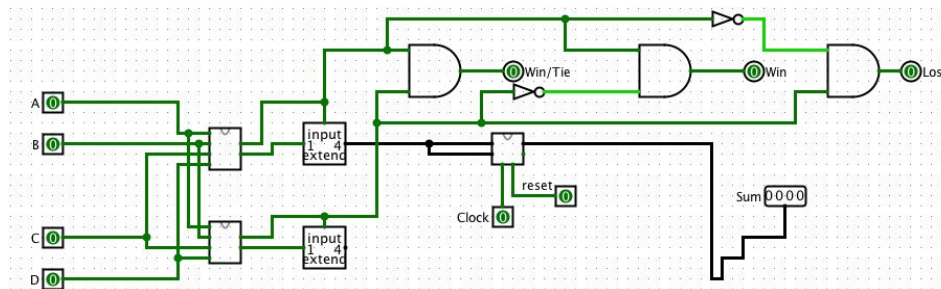 A 0
B 0
C 0
D 0
input
1 4
extend
input
1 4
extend
0 Win/Tie
0 Win
0 Los
reset 0
Clock 0
Sum 0000